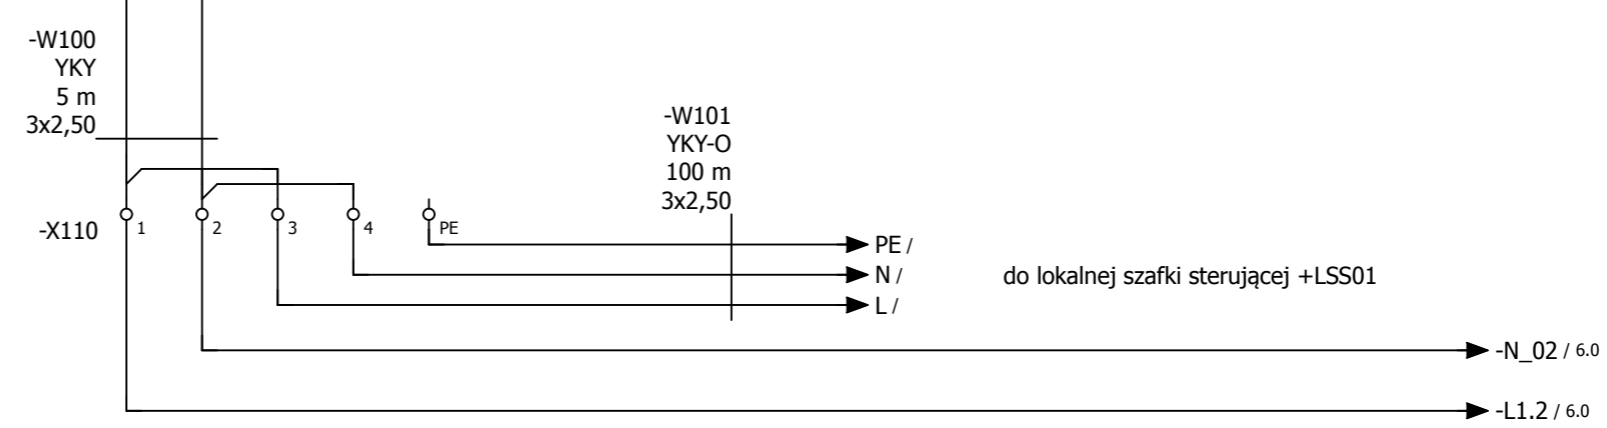 -W100
YKY
5 m
3x2,50
-W101
YKY-O
100 m
3x2,50
-X110
1
2
3
4
PE
PE /
N /
do lokalnej szafki sterującej +LSS01
L /
-N_02 / 6.0
-L1.2 / 6.0